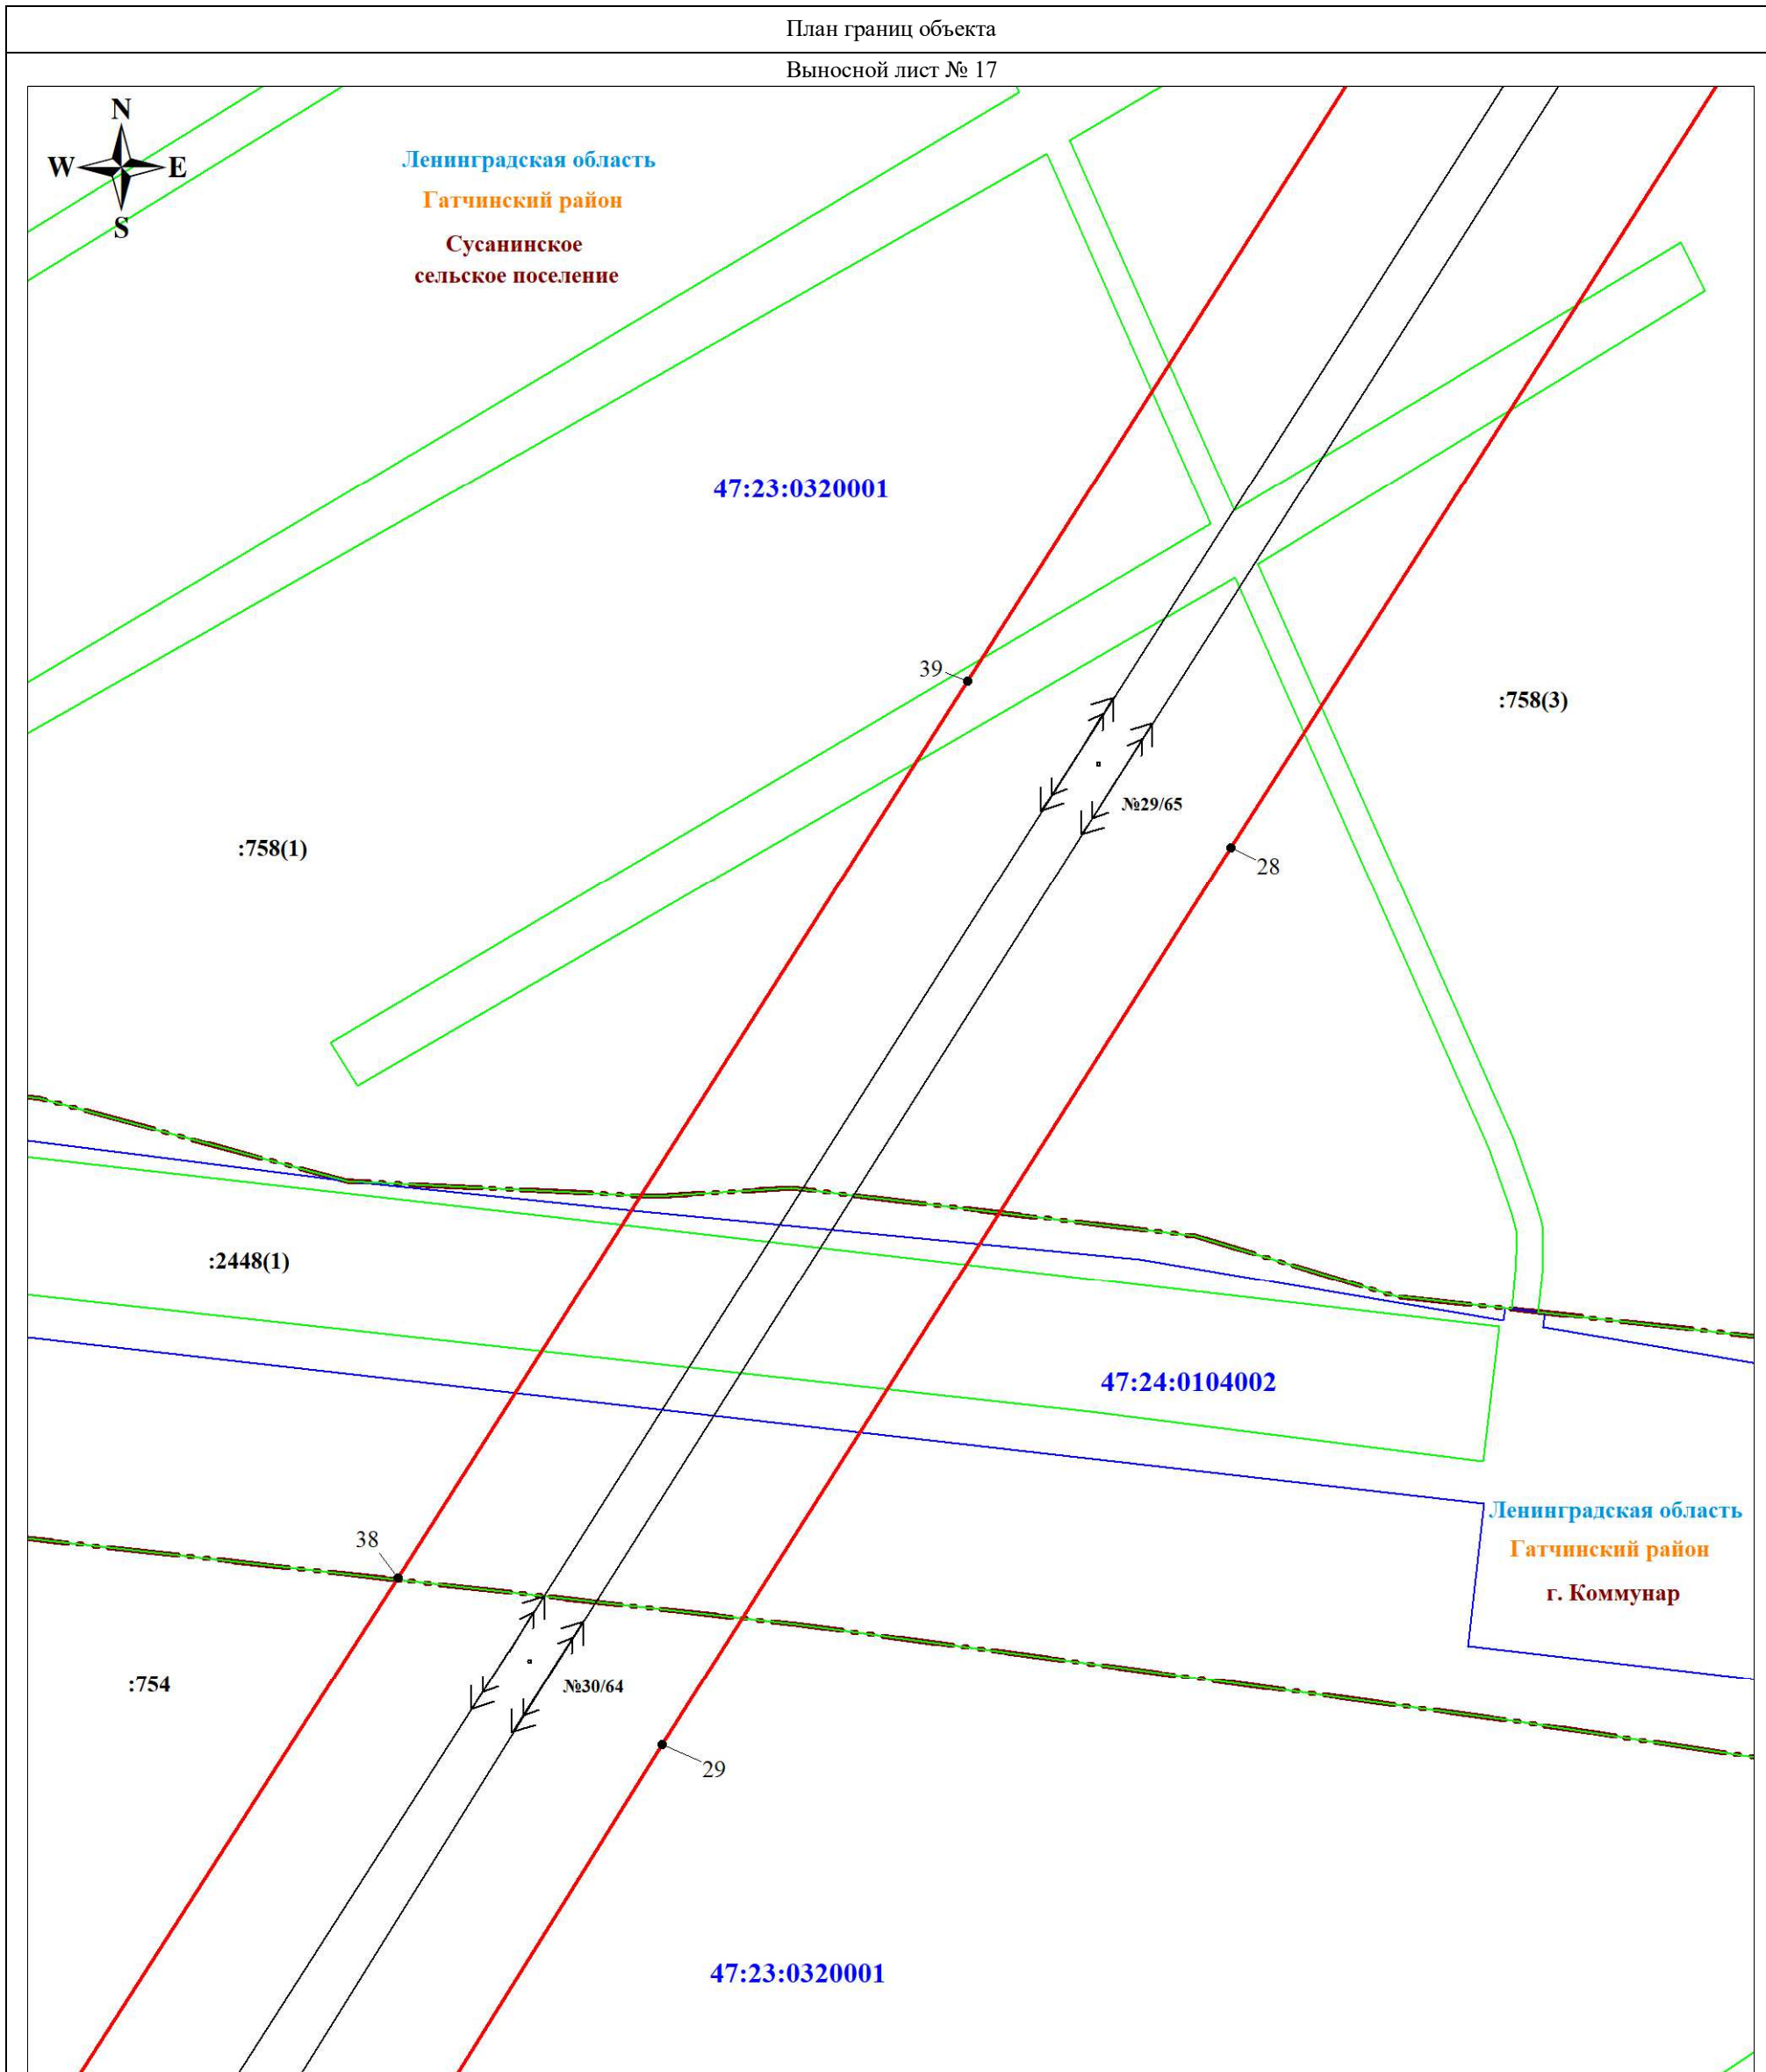 План границ объекта
Выносной лист № 17
N
W E
S
Ленинградская область
Гатчинский район
Сусанинское
сельское поселение
47:23:0320001
39
:758(3)
№29/65
:758(1)
28
:2448(1)
47:24:0104002
Ленинградская область
Гатчинский район
г. Коммунар
38
:754
№30/64
29
47:23:0320001